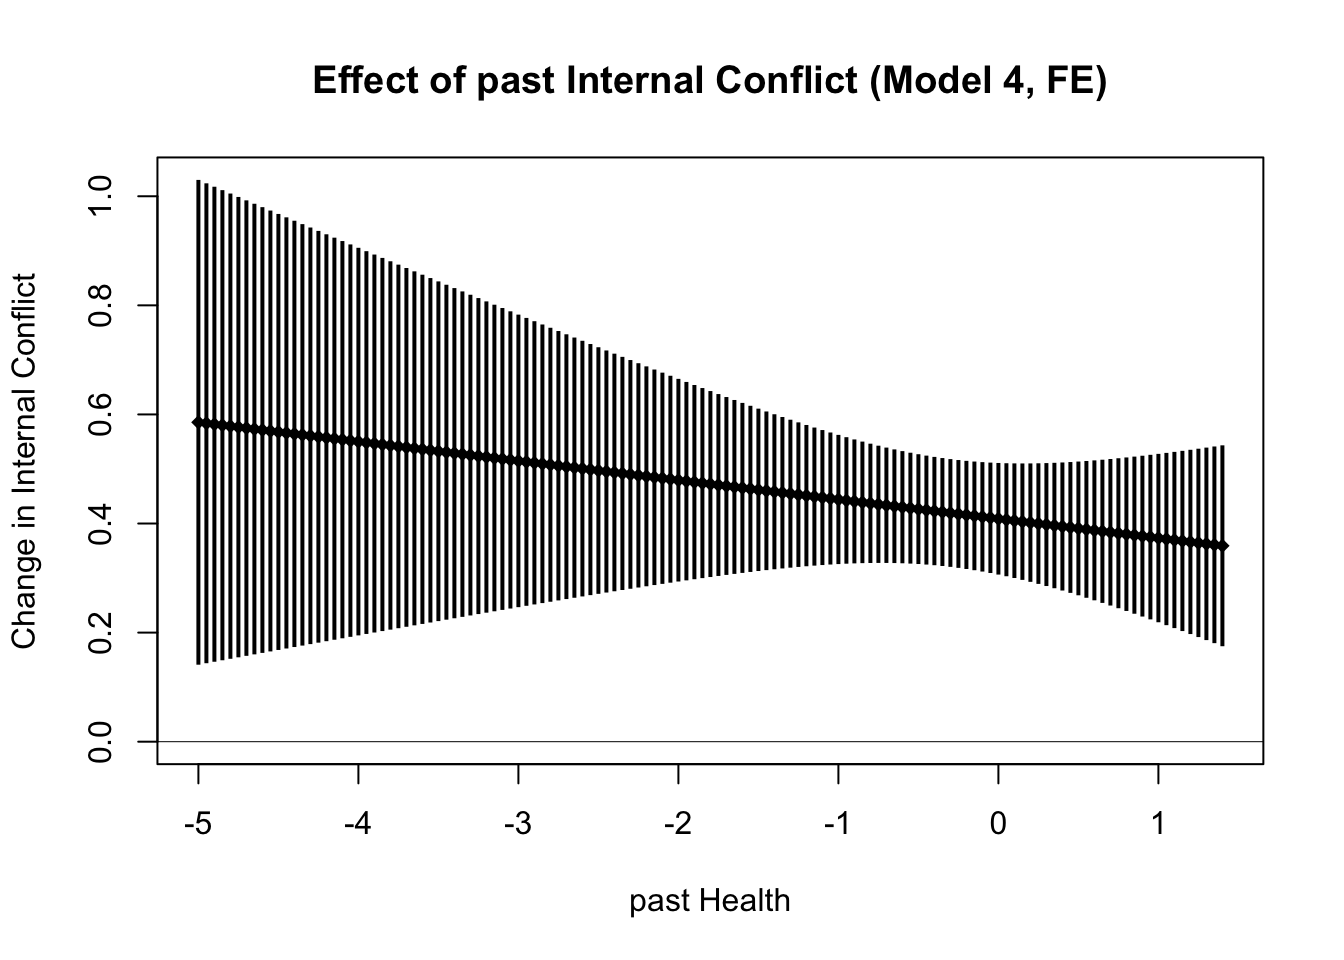 Effect of past Internal Conflict (Model 4, FE)
Change in Internal Conflict
1.0
0.8
0.6
0.4
0.2
0.0
-5 -4 -3 -2 -1 0 1
past Health